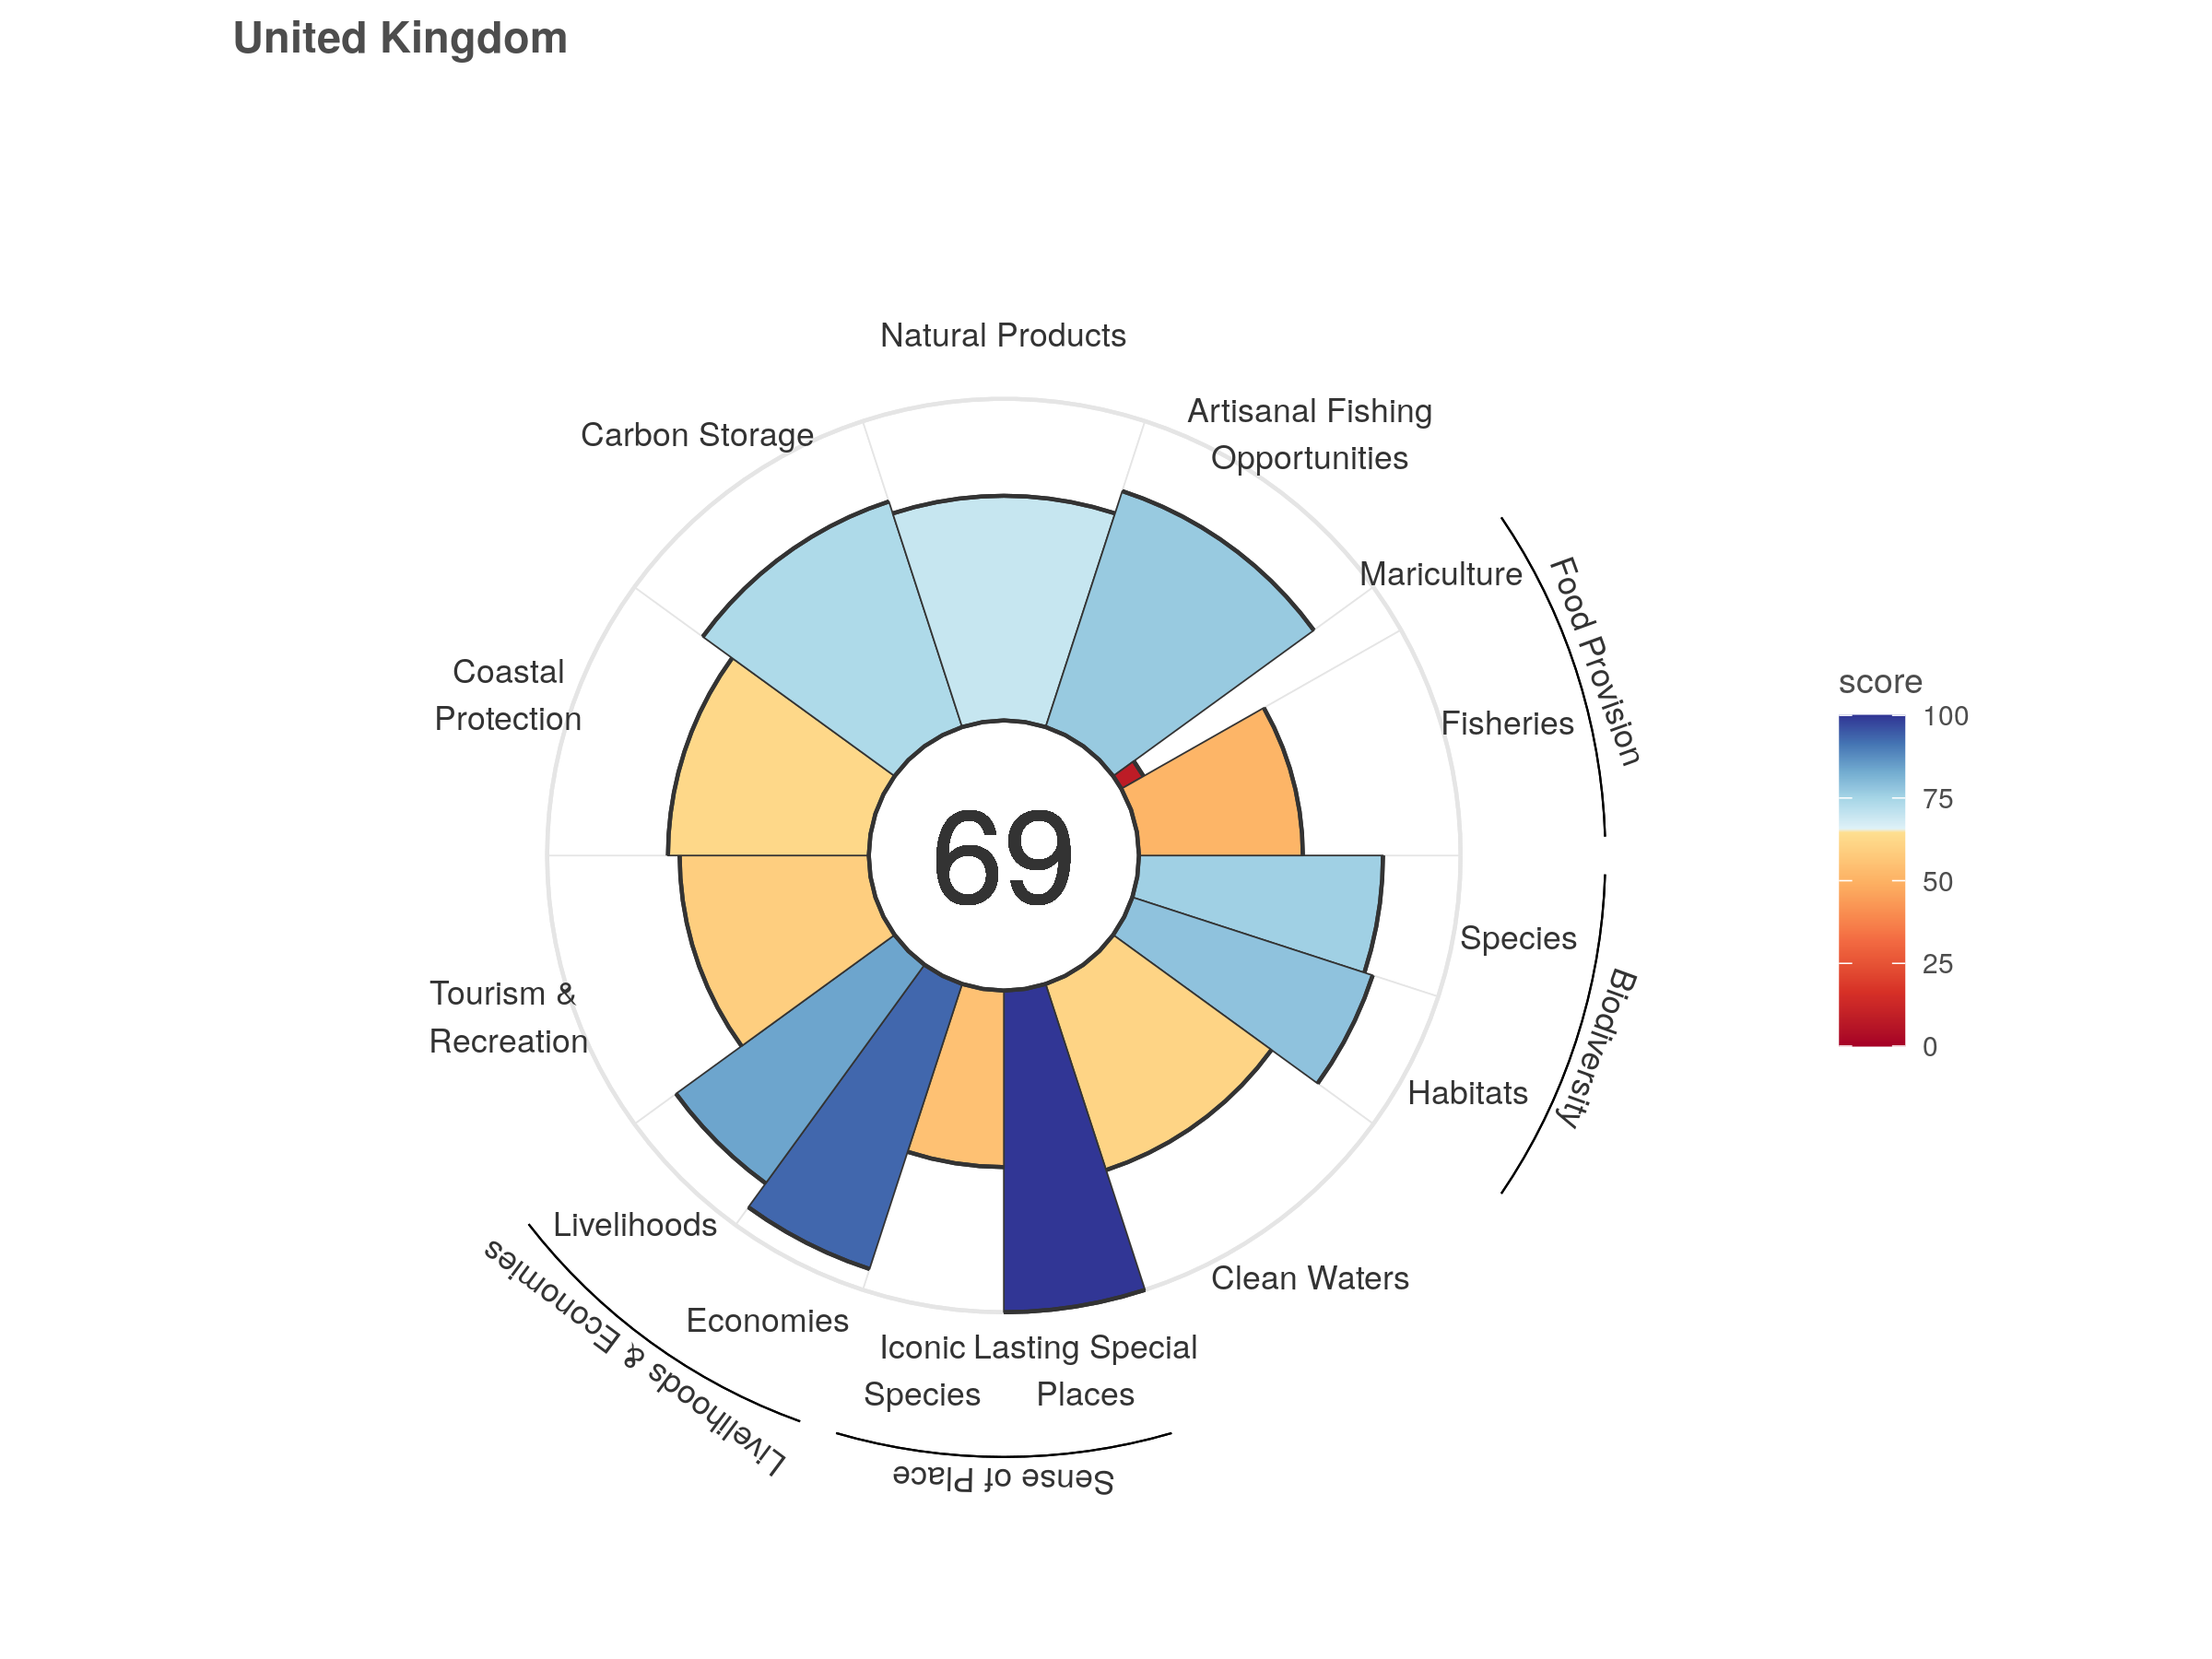 United Kingdom
Natural Products
Artisanal Fishing
Opportunities
Carbon Storage
Mariculture
Food Provision
Coastal
Protection
Fisheries
score
100
75
50
25
0
69
Species
Biodiversity
Tourism &
Recreation
Habitats
Livelihoods
Clean Waters
Economies
Livelihoods & Economies
Iconic
Species
Lasting Special
Places
Sense of Place